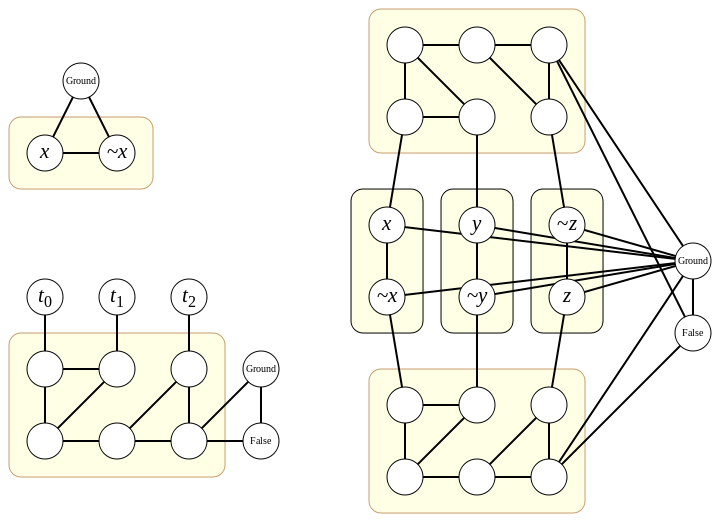 Ground
x ~x
t₀ t₁ t₂
Ground
False
x y ~z
Ground
~x ~y z
False